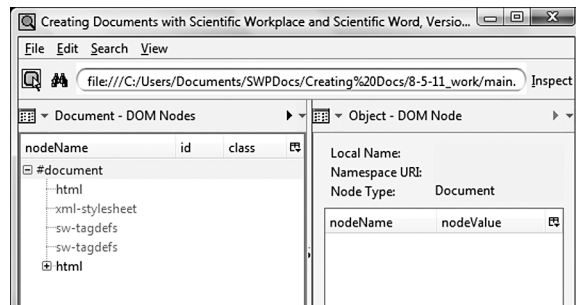 Creating Documents with Scientific Workplace and Scientific Word, Versio...
File Edit Search View
file:///C:/Users/Documents/SWPDocs/Creating%20Docs/8-5-11_work/main. Inspect
Document - DOM Nodes
nodeName id class
#document
html
xml-stylesheet
sw-tagdefs
sw-tagdefs
html
Object - DOM Node
Local Name:
Namespace URI:
Node Type: Document
nodeName nodeValue